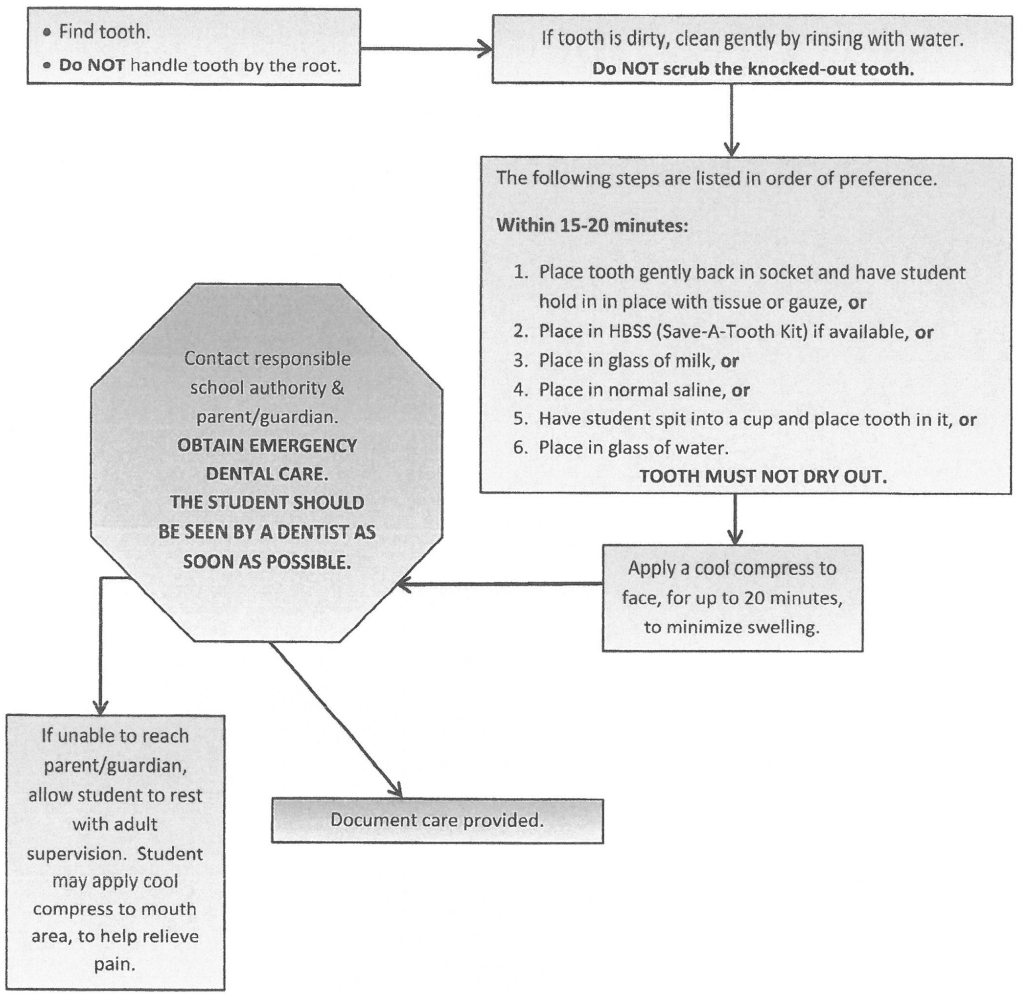 • Find tooth.
• Do NOT handle tooth by the root.
If tooth is dirty, clean gently by rinsing with water.
Do NOT scrub the knocked-out tooth.
The following steps are listed in order of preference.
Within 15-20 minutes:
1. Place tooth gently back in socket and have student
hold in in place with tissue or gauze, or
2. Place in HBSS (Save-A-Tooth Kit) if available, or
3. Place in glass of milk, or
4. Place in normal saline, or
5. Have student spit into a cup and place tooth in it, or
6. Place in glass of water.
TOOTH MUST NOT DRY OUT.
Apply a cool compress to
face, for up to 20 minutes,
to minimize swelling.
Contact responsible
school authority &
parent/guardian.
OBTAIN EMERGENCY
DENTAL CARE.
THE STUDENT SHOULD
BE SEEN BY A DENTIST AS
SOON AS POSSIBLE.
If unable to reach
parent/guardian,
allow student to rest
with adult
supervision. Student
may apply cool
compress to mouth
area, to help relieve
pain.
Document care provided.